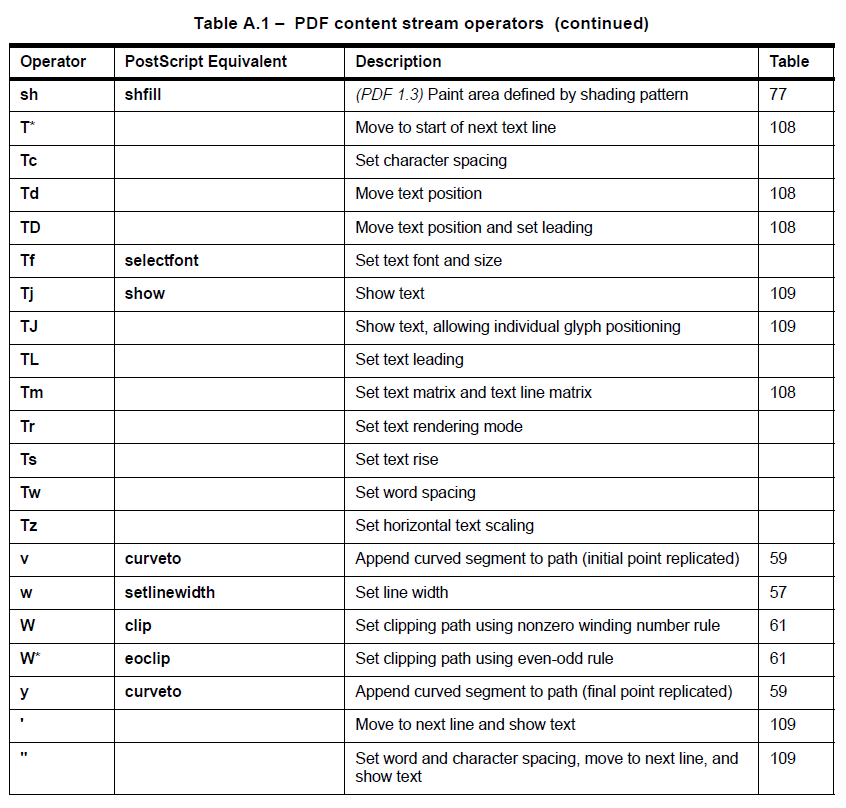 Table A.1 – PDF content stream operators (continued)
Operator PostScript Equivalent Description Table
sh shfill (PDF 1.3) Paint area defined by shading pattern 77
T* Move to start of next text line 108
Tc Set character spacing
Td Move text position 108
TD Move text position and set leading 108
Tf selectfont Set text font and size
Tj show Show text 109
TJ Show text, allowing individual glyph positioning 109
TL Set text leading
Tm Set text matrix and text line matrix 108
Tr Set text rendering mode
Ts Set text rise
Tw Set word spacing
Tz Set horizontal text scaling
v curveto Append curved segment to path (initial point replicated) 59
w setlinewidth Set line width 57
W clip Set clipping path using nonzero winding number rule 61
W* eoclip Set clipping path using even-odd rule 61
y curveto Append curved segment to path (final point replicated) 59
' Move to next line and show text 109
" Set word and character spacing, move to next line, and 109
show text